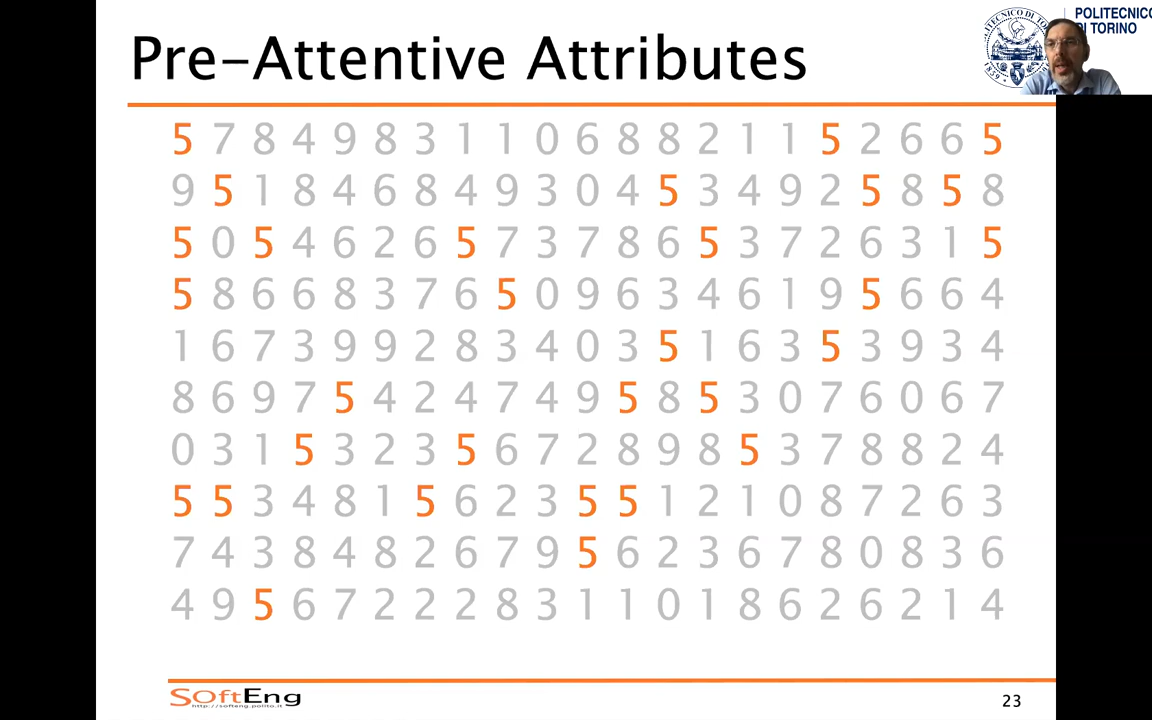 Pre-Attentive Attributes
POLITECNICO
DI TORINO
1859
5 7 8 4 9 8 3 1 1 0 6 8 8 2 1 1 5 2 6 6 5
9 5 1 8 4 6 8 4 9 3 0 4 5 3 4 9 2 5 8 5 8
5 0 5 4 6 2 6 5 7 3 7 8 6 5 3 7 2 6 3 1 5
5 8 6 6 8 3 7 6 5 0 9 6 3 4 6 1 9 5 6 6 4
1 6 7 3 9 9 2 8 3 4 0 3 5 1 6 3 5 3 9 3 4
8 6 9 7 5 4 2 4 7 4 9 5 8 5 3 0 7 6 0 6 7
0 3 1 5 3 2 3 5 6 7 2 8 9 8 5 3 7 8 8 2 4
5 5 3 4 8 1 5 6 2 3 5 5 1 2 1 0 8 7 2 6 3
7 4 3 8 4 8 2 6 7 9 5 6 2 3 6 7 8 0 8 3 6
4 9 5 6 7 2 2 2 8 3 1 1 0 1 8 6 2 6 2 1 4
SOftEng
http://softeng.polito.it
23